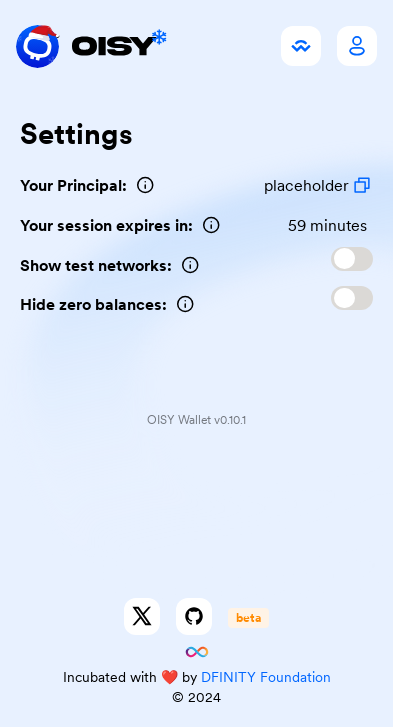 OISY
Settings
Your Principal: placeholder
Your session expires in: 59 minutes
Show test networks:
Hide zero balances:
OISY Wallet v0.10.1
beta
Incubated with ❤️ by DFINITY Foundation
© 2024